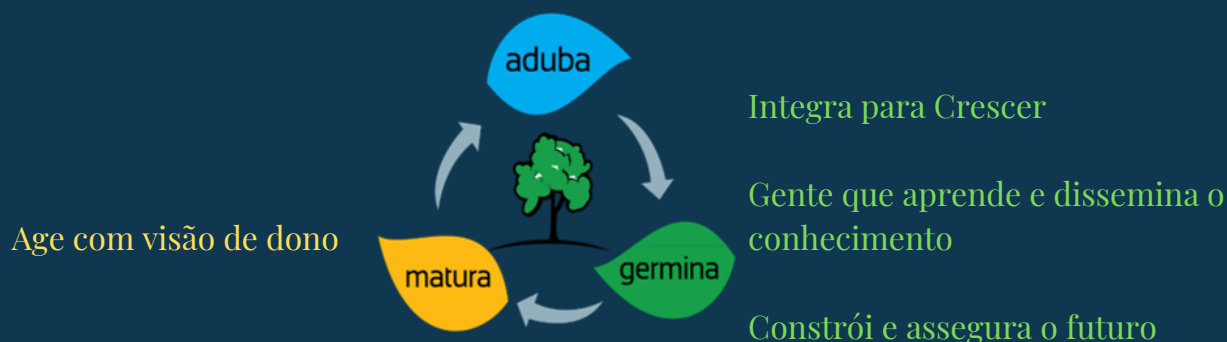 aduba
Integra para Crescer
Gente que aprende e dissemina o
conhecimento
Age com visão de dono
matura
germina
Constrói e assegura o futuro